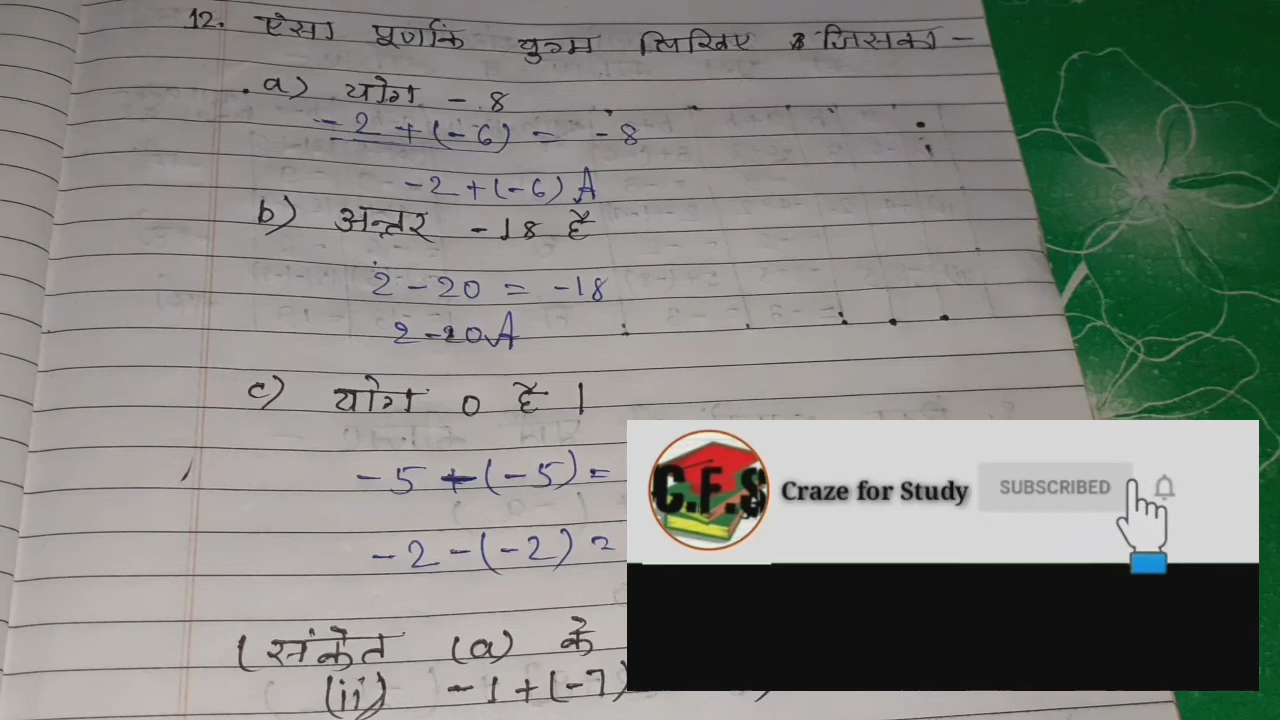 12. ऐसा पूर्णांक युग्म लिखिए जिसका -
a) योग - 8
-2 + (-6) = -8
-2 + (-6) A
b) अन्तर -18 है
2 - 20 = -18
2-20 A
c) योग 0 है ।
-5 - (-5) =
-2 - (-2) =
(संकेत (a) के
(ii) -1 + (-7)
C.F.S
Craze for Study
SUBSCRIBED